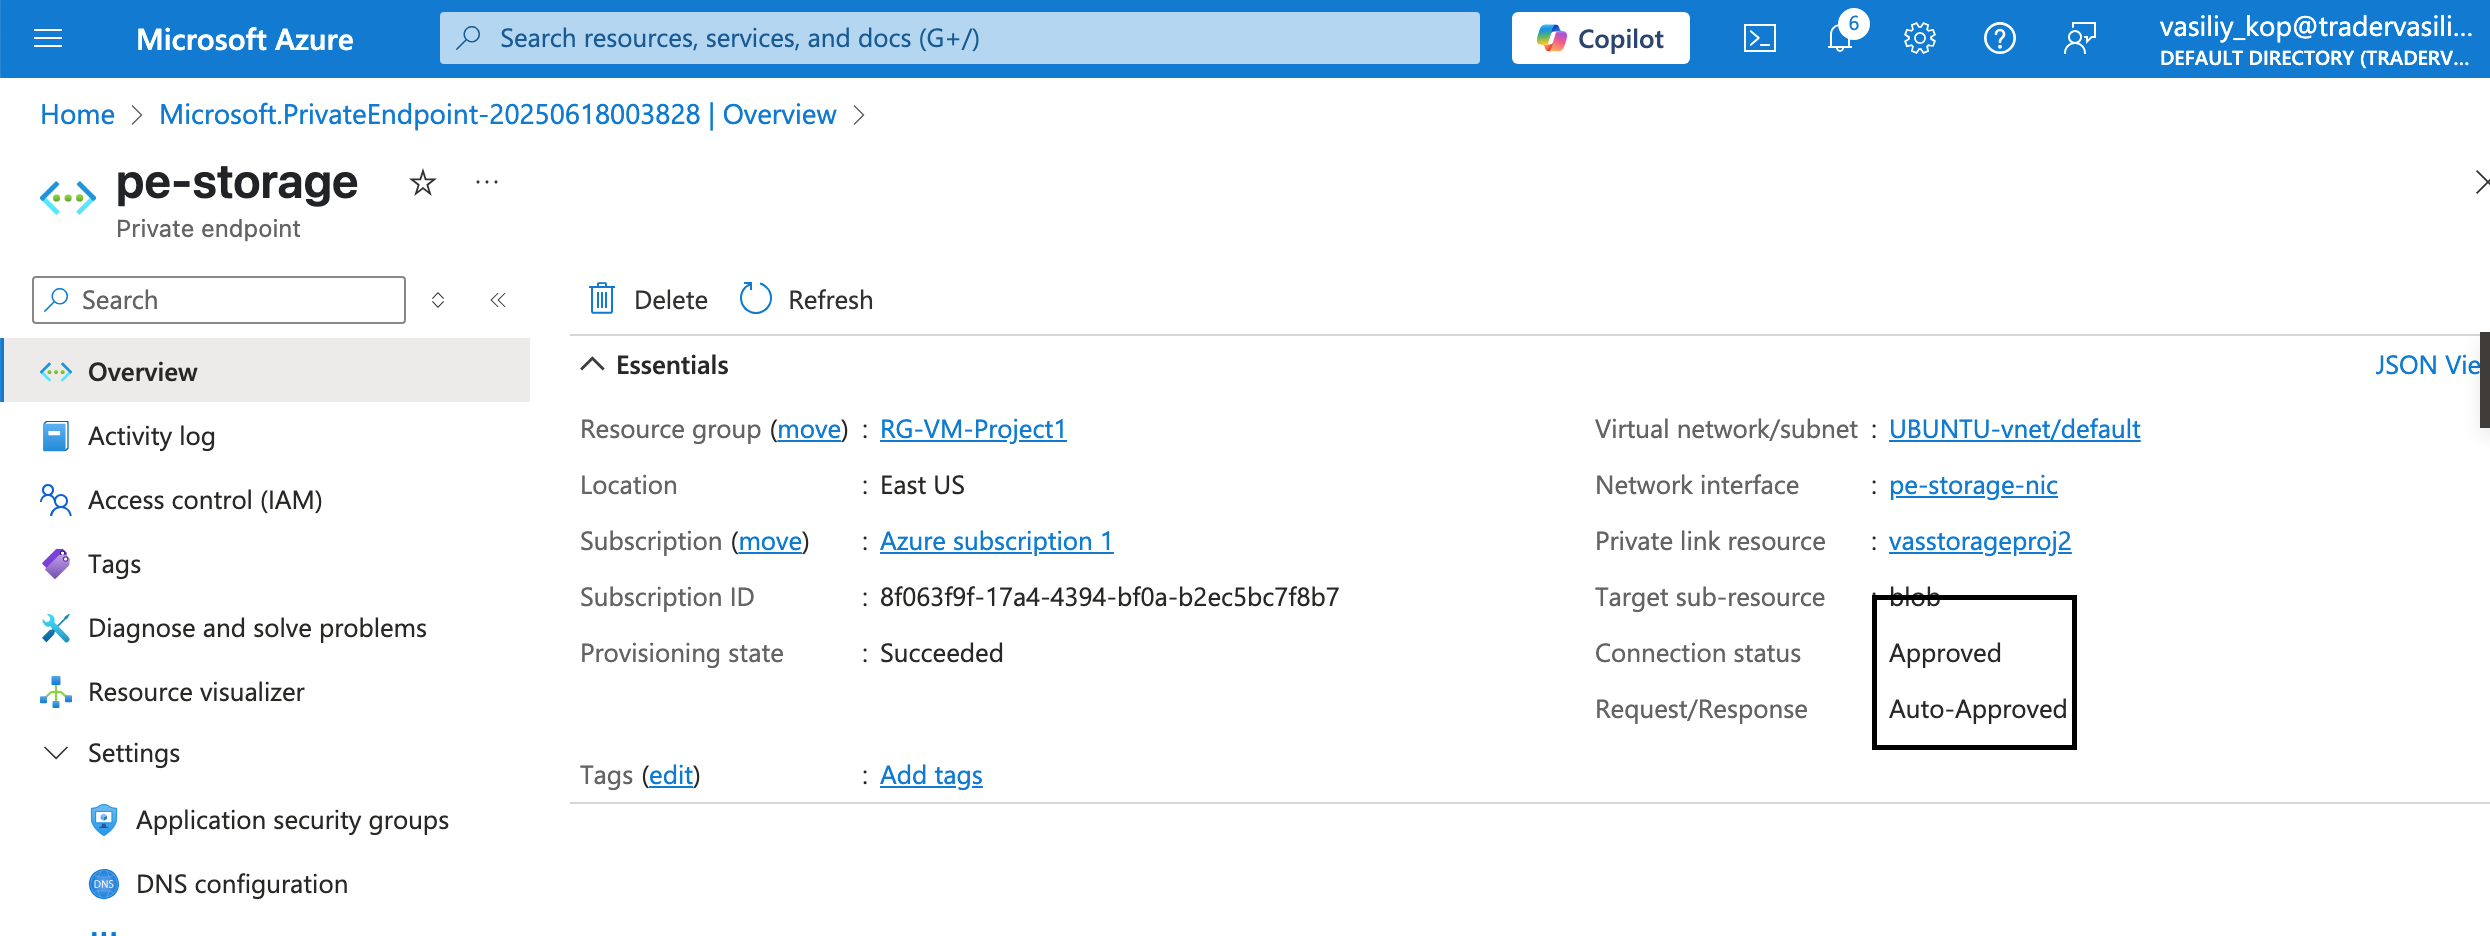 Microsoft Azure
Search resources, services, and docs (G+/)
Copilot
6
vasiliy_kop@tradervasili...
DEFAULT DIRECTORY (TRADERV...
Home > Microsoft.PrivateEndpoint-20250618003828 | Overview >
pe-storage
Private endpoint
Search
Delete
Refresh
Overview
Activity log
Access control (IAM)
Tags
Diagnose and solve problems
Resource visualizer
Settings
Application security groups
DNS configuration
Essentials
JSON Vie
Resource group (move) : RG-VM-Project1
Location : East US
Subscription (move) : Azure subscription 1
Subscription ID : 8f063f9f-17a4-4394-bf0a-b2ec5bc7f8b7
Provisioning state : Succeeded
Virtual network/subnet : UBUNTU-vnet/default
Network interface : pe-storage-nic
Private link resource : vasstorageproj2
Target sub-resource : blob
Connection status Approved
Request/Response Auto-Approved
Tags (edit) : Add tags